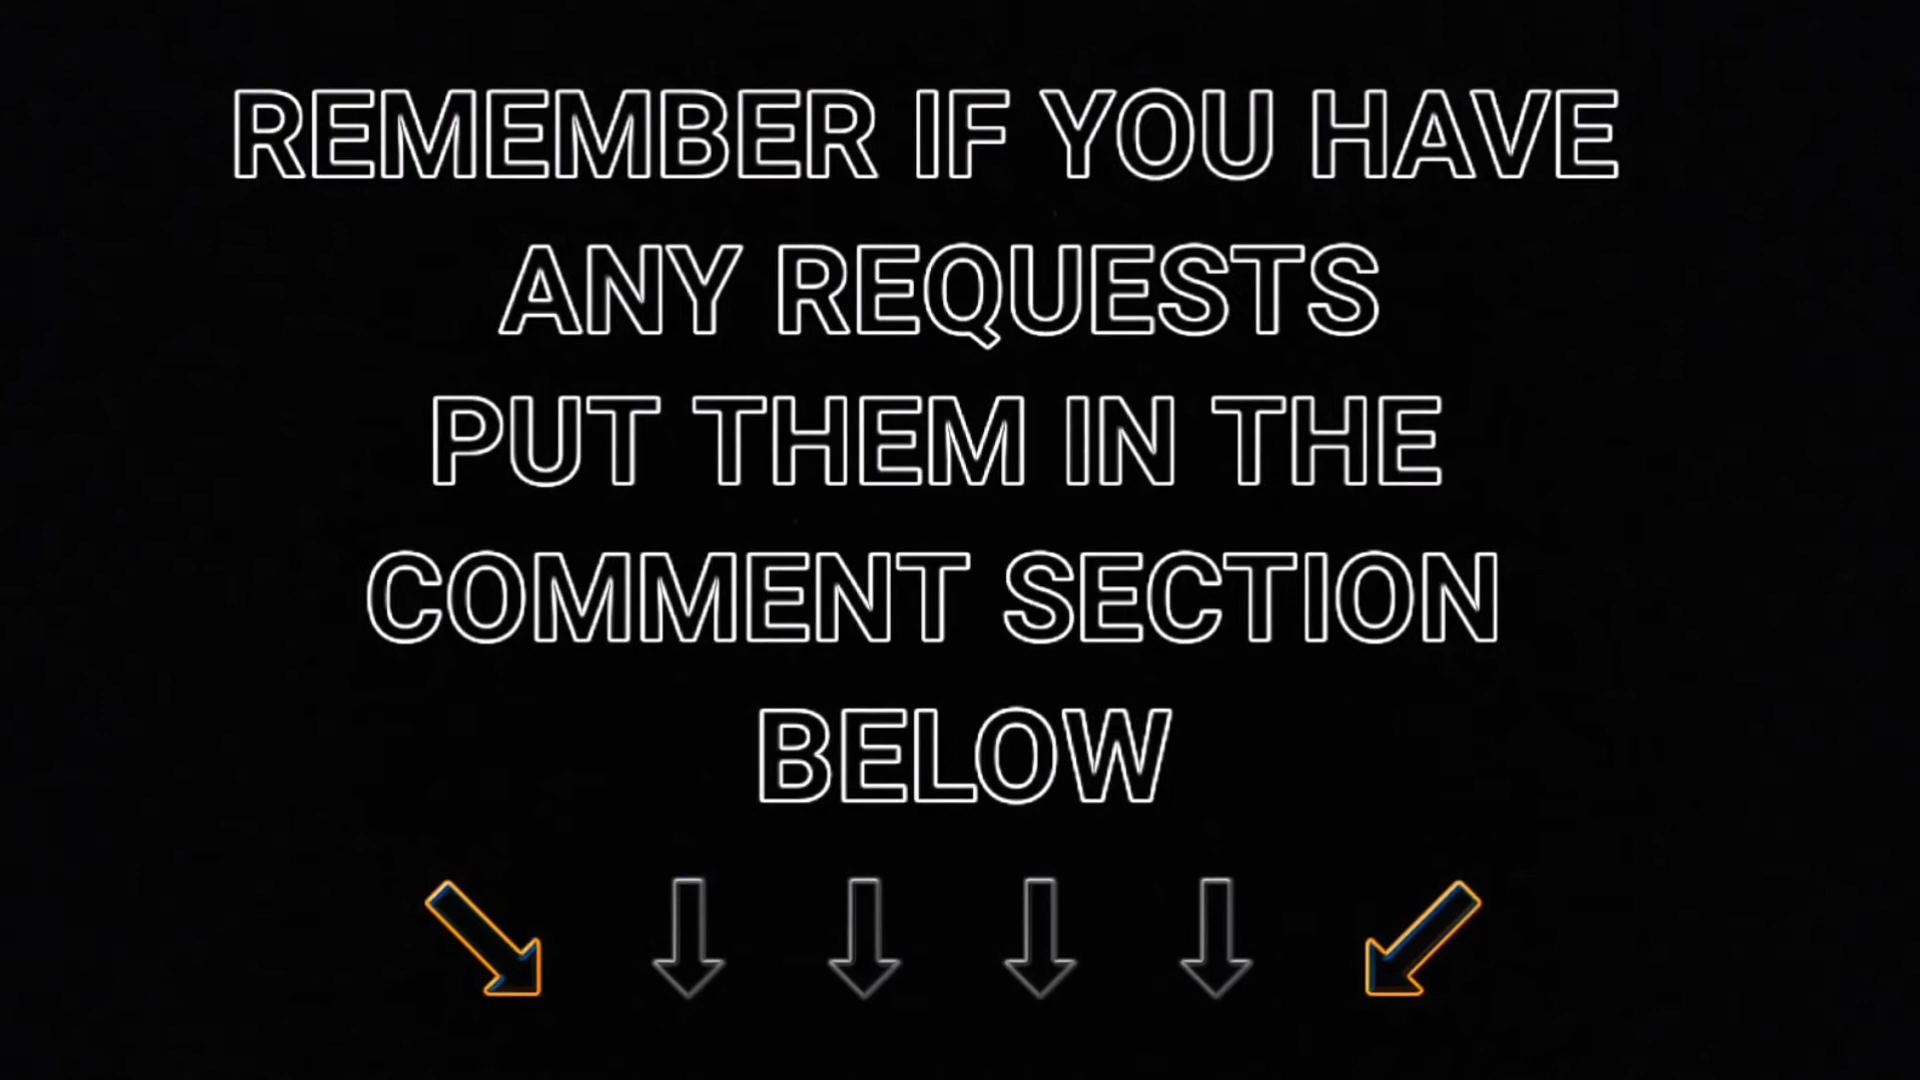 REMEMBER IF YOU HAVE
ANY REQUESTS
PUT THEM IN THE
COMMENT SECTION
BELOW